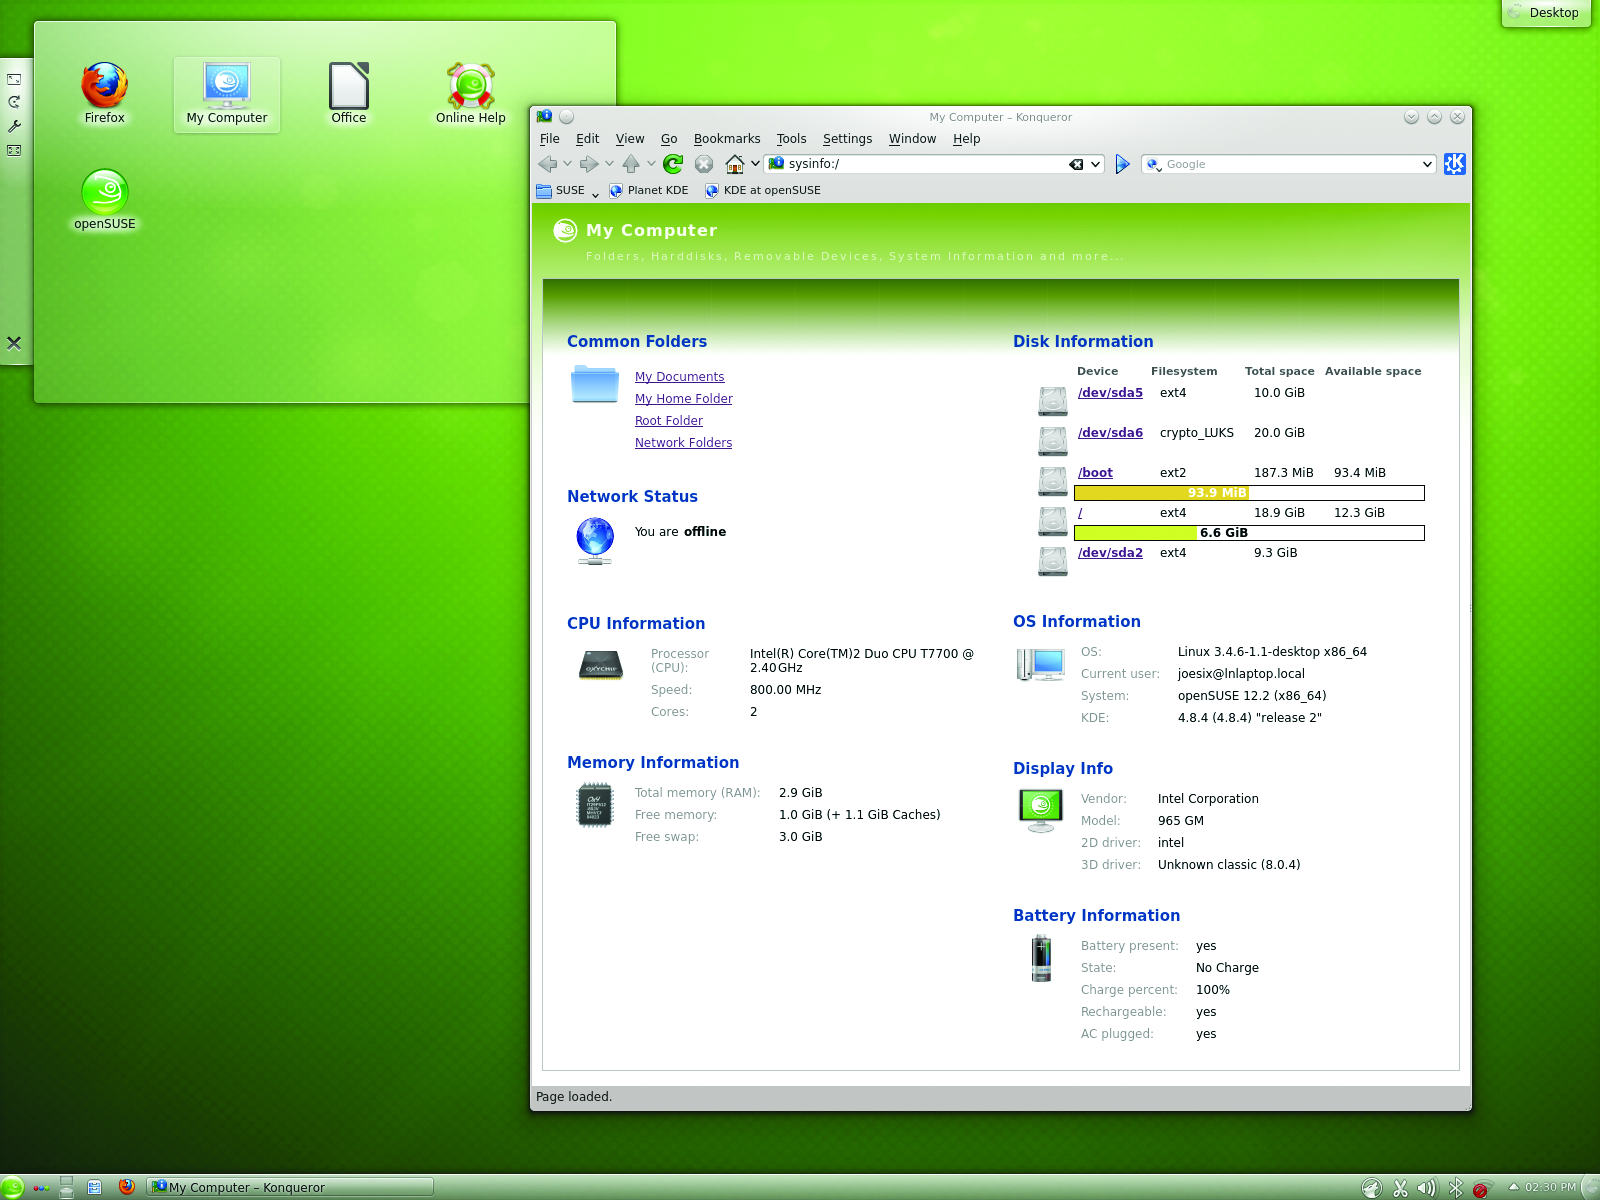 Desktop
Firefox
My Computer
Office
Online Help
openSUSE
My Computer – Konqueror
File Edit View Go Bookmarks Tools Settings Window Help
sysinfo:/
Google
SUSE Planet KDE KDE at openSUSE
My Computer
Folders, Harddisks, Removable Devices, System Information and more...
Common Folders
My Documents
My Home Folder
Root Folder
Network Folders
Network Status
You are offline
CPU Information
Processor (CPU): Intel(R) Core(TM)2 Duo CPU T7700 @
2.40GHz
Speed: 800.00 MHz
Cores: 2
Memory Information
Total memory (RAM): 2.9 GiB
Free memory: 1.0 GiB (+ 1.1 GiB Caches)
Free swap: 3.0 GiB
Disk Information
Device Filesystem Total space Available space
/dev/sda5 ext4 10.0 GiB
/dev/sda6 crypto_LUKS 20.0 GiB
/boot ext2 187.3 MiB 93.4 MiB
93.9 MiB
/ ext4 18.9 GiB 12.3 GiB
6.6 GiB
/dev/sda2 ext4 9.3 GiB
OS Information
OS: Linux 3.4.6-1.1-desktop x86_64
Current user: joesix@lnlaptop.local
System: openSUSE 12.2 (x86_64)
KDE: 4.8.4 (4.8.4) "release 2"
Display Info
Vendor: Intel Corporation
Model: 965 GM
2D driver: intel
3D driver: Unknown classic (8.0.4)
Battery Information
Battery present: yes
State: No Charge
Charge percent: 100%
Rechargeable: yes
AC plugged: yes
Page loaded.
My Computer – Konqueror
02:30 PM